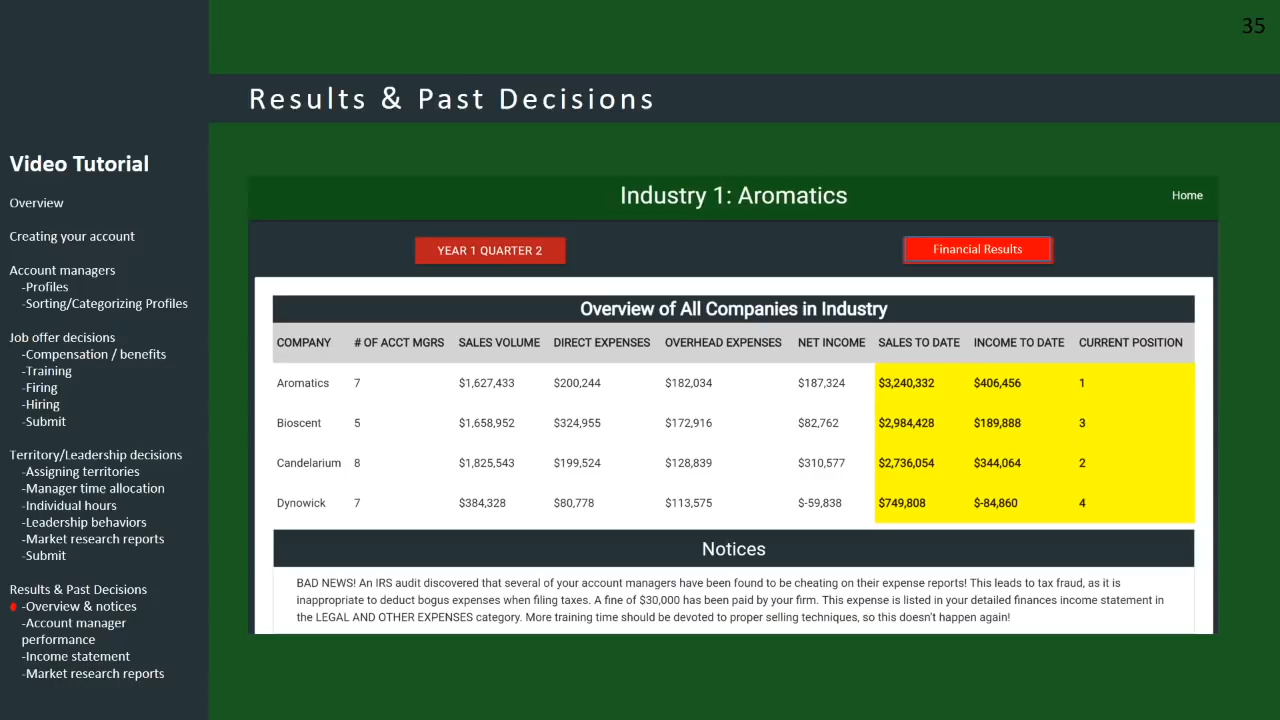 35
Results & Past Decisions
Video Tutorial
Overview
Creating your account
Account managers
-Profiles
-Sorting/Categorizing Profiles
Job offer decisions
-Compensation / benefits
-Training
-Firing
-Hiring
-Submit
Territory/Leadership decisions
-Assigning territories
-Manager time allocation
-Individual hours
-Leadership behaviors
-Market research reports
-Submit
Results & Past Decisions
-Overview & notices
-Account manager
performance
-Income statement
-Market research reports
Industry 1: Aromatics
Home
YEAR 1 QUARTER 2
Financial Results
Overview of All Companies in Industry
COMPANY # OF ACCT MGRS SALES VOLUME DIRECT EXPENSES OVERHEAD EXPENSES NET INCOME SALES TO DATE INCOME TO DATE CURRENT POSITION
Aromatics 7 $1,627,433 $200,244 $182,034 $187,324 $3,240,332 $406,456 1
Bioscent 5 $1,658,952 $324,955 $172,916 $82,762 $2,984,428 $189,888 3
Candelarium 8 $1,825,543 $199,524 $128,839 $310,577 $2,736,054 $344,064 2
Dynowick 7 $384,328 $80,778 $113,575 $-59,838 $749,808 $-84,860 4
Notices
BAD NEWS! An IRS audit discovered that several of your account managers have been found to be cheating on their expense reports! This leads to tax fraud, as it is
inappropriate to deduct bogus expenses when filing taxes. A fine of $30,000 has been paid by your firm. This expense is listed in your detailed finances income statement in
the LEGAL AND OTHER EXPENSES category. More training time should be devoted to proper selling techniques, so this doesn't happen again!